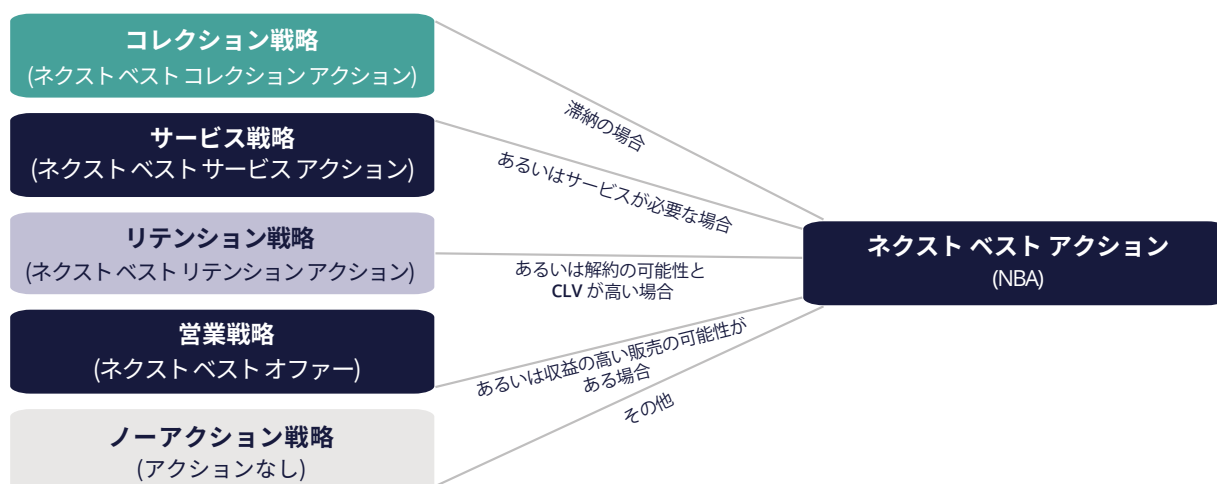 コレクション戦略
(ネクスト ベスト コレクション アクション)
滞納の場合
サービス戦略
(ネクスト ベスト サービス アクション)
あるいはサービスが必要な場合
リテンション戦略
(ネクスト ベスト リテンション アクション)
あるいは解約の可能性と
CLV が高い場合
ネクスト ベスト アクション
(NBA)
営業戦略
(ネクスト ベスト オファー)
あるいは収益の高い販売の可能性が
ある場合
ノーアクション戦略
(アクションなし)
その他